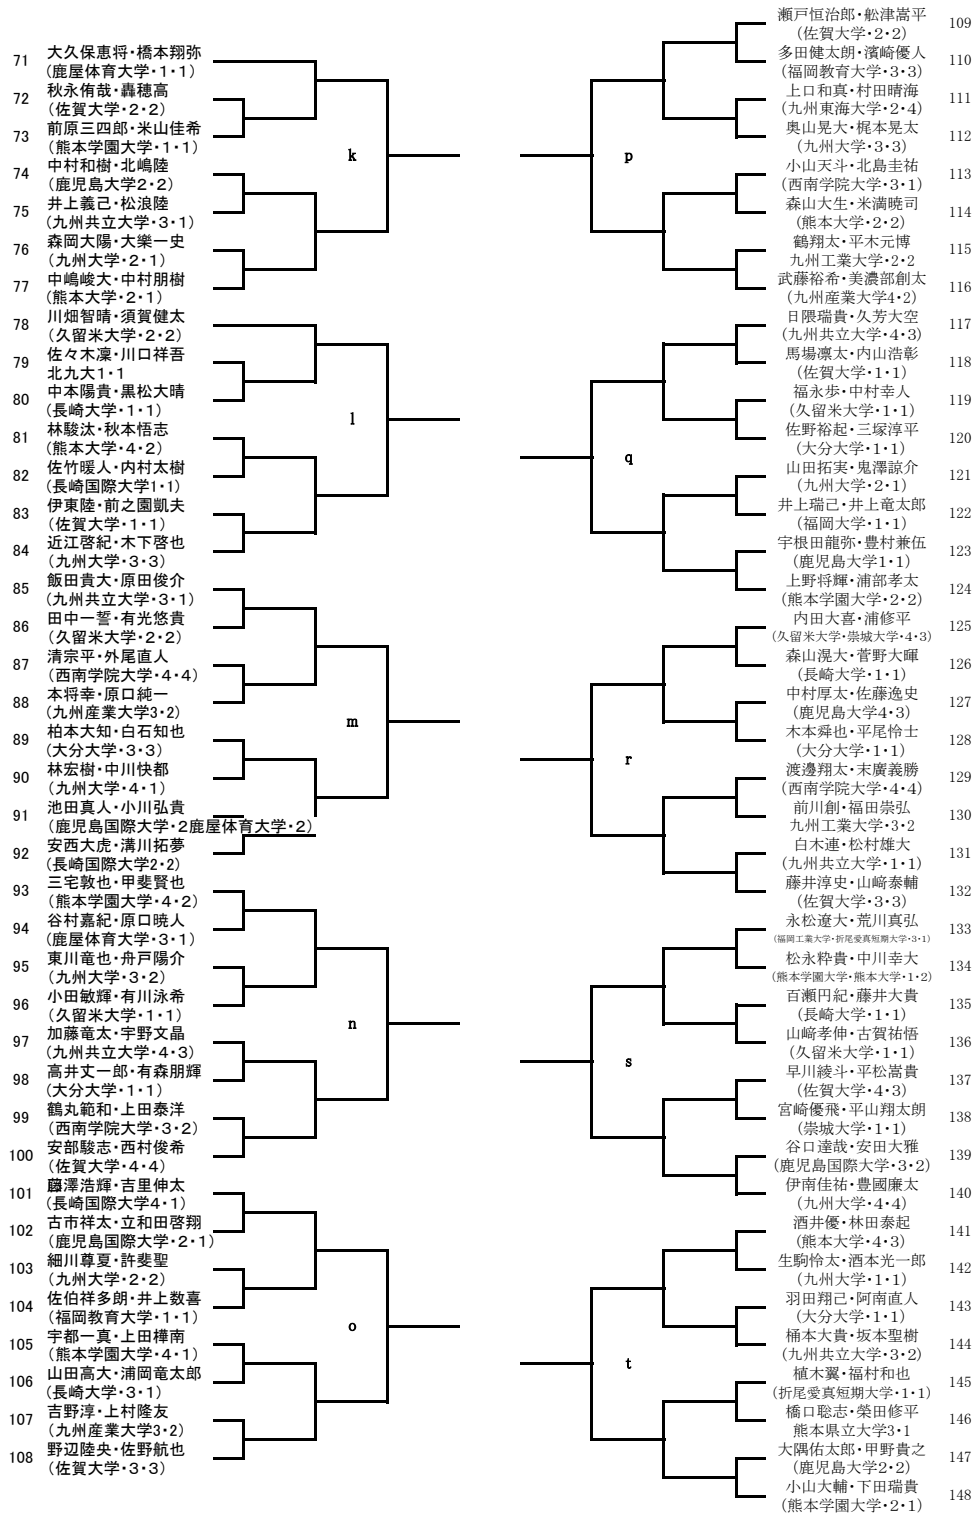 71 大久保恵将・橋本翔弥
(鹿屋体育大学・1・1)
72 秋永侑哉・轟穂高
(佐賀大学・2・2)
73 前原三四郎・米山佳希
(熊本学園大学・1・1)
k
74 中村和樹・北嶋陸
(鹿児島大学2・2)
75 井上義己・松浪陸
(九州共立大学・3・1)
76 森岡大陽・大樂一史
(九州大学・2・1)
77 中嶋峻大・中村朋樹
(熊本大学・2・1)
78 川畑智晴・須賀健太
(久留米大学・2・2)
79 佐々木凜・川口祥吾
北九大1・1
80 中本陽貴・黒松大晴
(長崎大学・1・1)
l
81 林駿汰・秋本悟志
(熊本大学・4・2)
82 佐竹暖人・内村太樹
(長崎国際大学1・1)
83 伊東陸・前之園凱夫
(佐賀大学・1・1)
84 近江啓紀・木下啓也
(九州大学・3・3)
85 飯田貴大・原田俊介
(九州共立大学・3・1)
86 田中一誓・有光悠貴
(久留米大学・2・2)
87 清宗平・外尾直人
(西南学院大学・4・4)
88 本将幸・原口純一
(九州産業大学3・2)
m
89 柏本大知・白石知也
(大分大学・3・3)
90 林宏樹・中川快都
(九州大学・4・1)
91 池田真人・小川弘貴
(鹿児島国際大学・2鹿屋体育大学・2)
92 安西大虎・溝川拓夢
(長崎国際大学2・2)
93 三宅敦也・甲斐賢也
(熊本学園大学・4・2)
94 谷村嘉紀・原口暁人
(鹿屋体育大学・3・1)
95 東川竜也・舟戸陽介
(九州大学・3・2)
96 小田敏輝・有川泳希
(久留米大学・1・1)
n
97 加藤竜太・宇野文晶
(九州共立大学・4・3)
98 高井丈一郎・有森朋輝
(大分大学・1・1)
99 鶴丸範和・上田泰洋
(西南学院大学・3・2)
100 安部駿志・西村俊希
(佐賀大学・4・4)
101 藤澤浩輝・吉里伸太
(長崎国際大学4・1)
102 古市祥太・立和田啓翔
(鹿児島国際大学・2・1)
103 細川尊夏・許斐聖
(九州大学・2・2)
104 佐伯祥多朗・井上数喜
(福岡教育大学・1・1)
o
105 宇都一真・上田樺南
(熊本学園大学・4・1)
106 山田高大・浦岡竜太郎
(長崎大学・3・1)
107 吉野淳・上村隆友
(九州産業大学3・2)
108 野辺陸央・佐野航也
(佐賀大学・3・3)
瀬戸恒治郎・舩津嵩平 109
(佐賀大学・2・2)
多田健太朗・濱崎優人 110
(福岡教育大学・3・3)
上口和真・村田晴海 111
(九州東海大学・2・4)
奥山晃大・梶本晃太 112
(九州大学・3・3)
p
小山天斗・北島圭祐 113
(西南学院大学・3・1)
森山大生・米満暁司 114
(熊本大学・2・2)
鶴翔太・平木元博 115
九州工業大学・2・2
武藤裕希・美濃部創太 116
(九州産業大学4・2)
日隈瑞貴・久芳大空 117
(九州共立大学・4・3)
馬場凛太・内山浩彰 118
(佐賀大学・1・1)
福永歩・中村幸人 119
(久留米大学・1・1)
佐野裕起・三塚淳平 120
(大分大学・1・1)
q
山田拓実・鬼澤諒介 121
(九州大学・2・1)
井上瑞己・井上竜太郎 122
(福岡大学・1・1)
宇根田龍弥・豊村兼伍 123
(鹿児島大学1・1)
上野将輝・浦部孝太 124
(熊本学園大学・2・2)
内田大喜・浦修平 125
(久留米大学・崇城大学・4・3)
森山滉大・菅野大暉 126
(長崎大学・1・1)
中村厚太・佐藤逸史 127
(鹿児島大学4・3)
木本舜也・平尾怜士 128
(大分大学・1・1)
r
渡邊翔太・末廣義勝 129
(西南学院大学・4・4)
前川創・福田崇弘 130
九州工業大学・3・2
白木連・松村雄大 131
(九州共立大学・1・1)
藤井淳史・山﨑泰輔 132
(佐賀大学・3・3)
永松遼大・荒川真弘 133
(福岡工業大学・折尾愛真短期大学・3・1)
松永粋貴・中川幸大 134
(熊本学園大学・熊本大学・1・2)
百瀬円紀・藤井大貴 135
(長崎大学・1・1)
山﨑孝伸・古賀祐悟 136
(久留米大学・1・1)
s
早川綾斗・平松嵩貴 137
(佐賀大学・4・3)
宮崎優飛・平山翔太朗 138
(崇城大学・1・1)
谷口達哉・安田大雅 139
(鹿児島国際大学・3・2)
伊南佳祐・豊國廉太 140
(九州大学・4・4)
酒井優・林田泰起 141
(熊本大学・4・3)
生駒怜太・酒本光一郎 142
(九州大学・1・1)
羽田翔己・阿南直人 143
(大分大学・1・1)
桶本大貴・坂本聖樹 144
(九州共立大学・3・2)
t
植木翼・福村和也 145
(折尾愛真短期大学・1・1)
橋口聡志・榮田修平 146
熊本県立大学3・1
大隅佑太郎・甲野貴之 147
(鹿児島大学2・2)
小山大輔・下田瑞貴 148
(熊本学園大学・2・1)